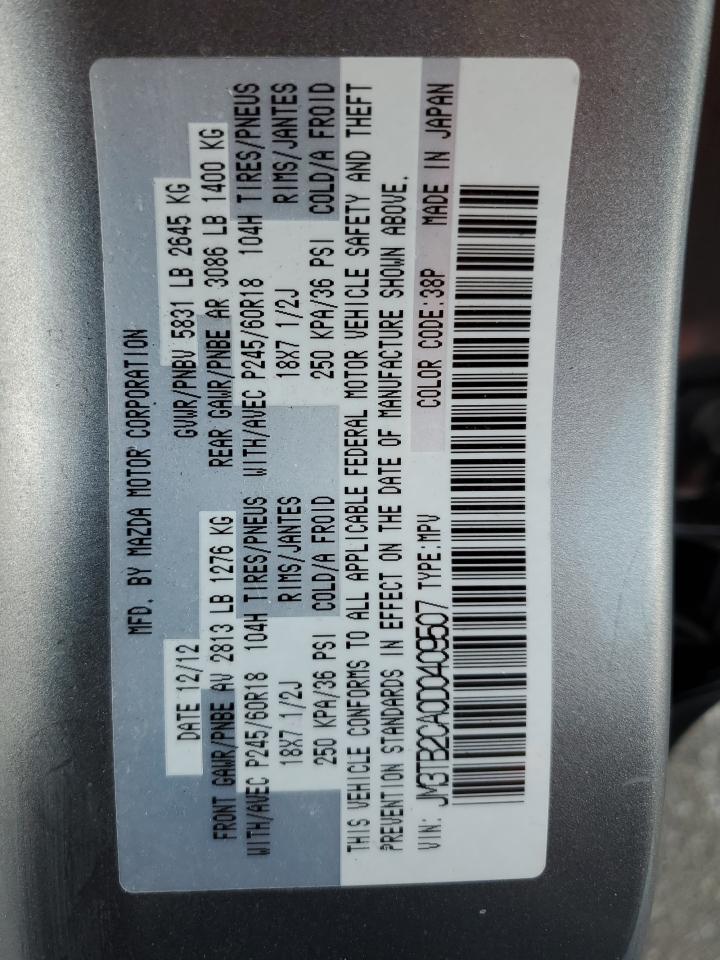 MFD. BY MAZDA MOTOR CORPORATION
DATE 12/12 GVWR/PNBV 5831 LB 2645 KG
FRONT GAWR/PNBE AV 2813 LB 1276 KG REAR GAWR/PNBE AR 3086 LB 1400 KG
WITH/AVEC P245/60R18 104H TIRES/PNEUS WITH/AVEC P245/60R18 104H TIRES/PNEUS
18X7 1/2J RIMS/JANTES 18X7 1/2J RIMS/JANTES
250 KPA/36 PSI COLD/A FROID 250 KPA/36 PSI COLD/A FROID
THIS VEHICLE CONFORMS TO ALL APPLICABLE FEDERAL MOTOR VEHICLE SAFETY AND THEFT
PREVENTION STANDARDS IN EFFECT ON THE DATE OF MANUFACTURE SHOWN ABOVE.
VIN: JM3TB2CA0D0409507 TYPE:MPV COLOR CODE:38P MADE IN JAPAN